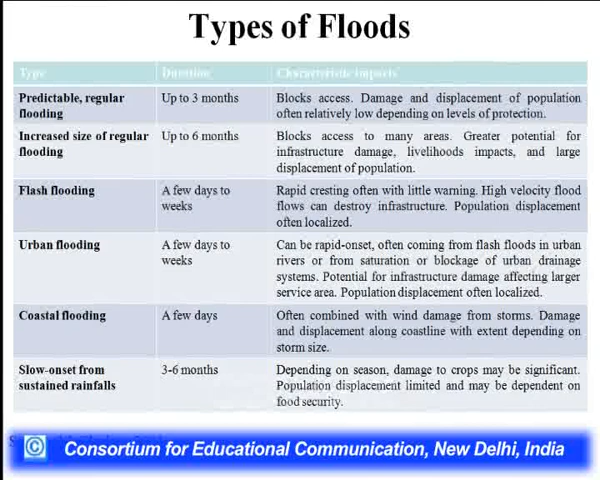 Types of Floods
Type Duration Characteristic impacts
Predictable, regular flooding Up to 3 months Blocks access. Damage and displacement of population
often relatively low depending on levels of protection.
Increased size of regular flooding Up to 6 months Blocks access to many areas. Greater potential for
infrastructure damage, livelihoods impacts, and large
displacement of population.
Flash flooding A few days to weeks Rapid cresting often with little warning. High velocity flood
flows can destroy infrastructure. Population displacement
often localized.
Urban flooding A few days to weeks Can be rapid-onset, often coming from flash floods in urban
rivers or from saturation or blockage of urban drainage
systems. Potential for infrastructure damage affecting larger
service area. Population displacement often localized.
Coastal flooding A few days Often combined with wind damage from storms. Damage
and displacement along coastline with extent depending on
storm size.
Slow-onset from sustained rainfalls 3-6 months Depending on season, damage to crops may be significant.
Population displacement limited and may be dependent on
food security.
© Consortium for Educational Communication, New Delhi, India